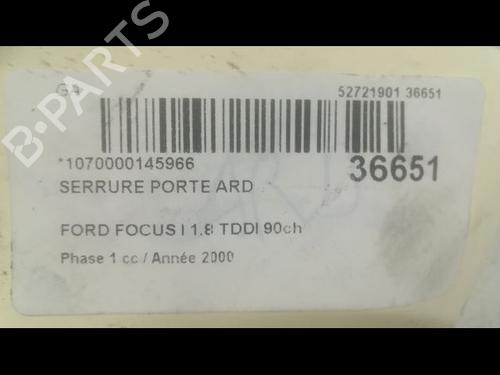 G4
52721901 36651
*1070000145966
36651
SERRURE PORTE ARD
ARD
FORD FOCUS I 1.8 TDDI 90ch
Phase 1 cc / Année 2000
B-PARTS